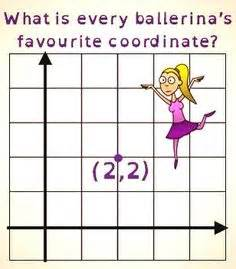 What is every ballerina's
favourite coordinate?
(2,2)